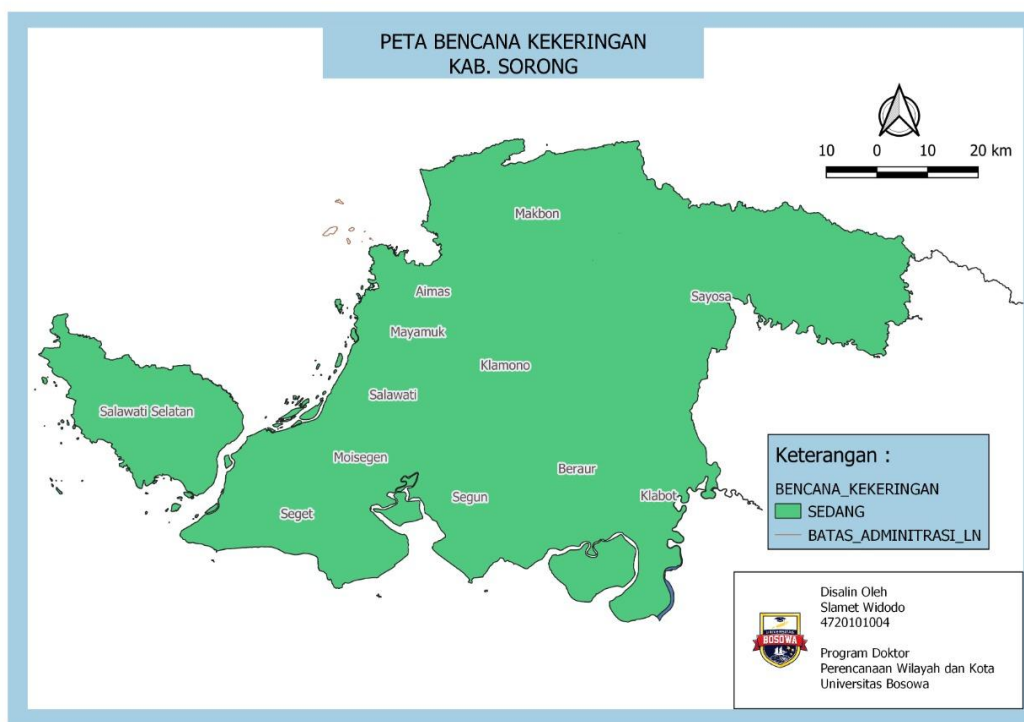 PETA BENCANA KEKERINGAN
KAB. SORONG
10 0 10 20 km
Makbon
Aimas
Sayosa
Mayamuk
Klamono
Salawati
Salawati Selatan
Moisegen
Beraur
Segun
Klabot
Seget
Keterangan :
BENCANA_KEKERINGAN
SEDANG
BATAS_ADMINITRASI_LN
Disalin Oleh
Slamet Widodo
4720101004
UNIVERSITAS
BOSOWA
Program Doktor
Perencanaan Wilayah dan Kota
Universitas Bosowa